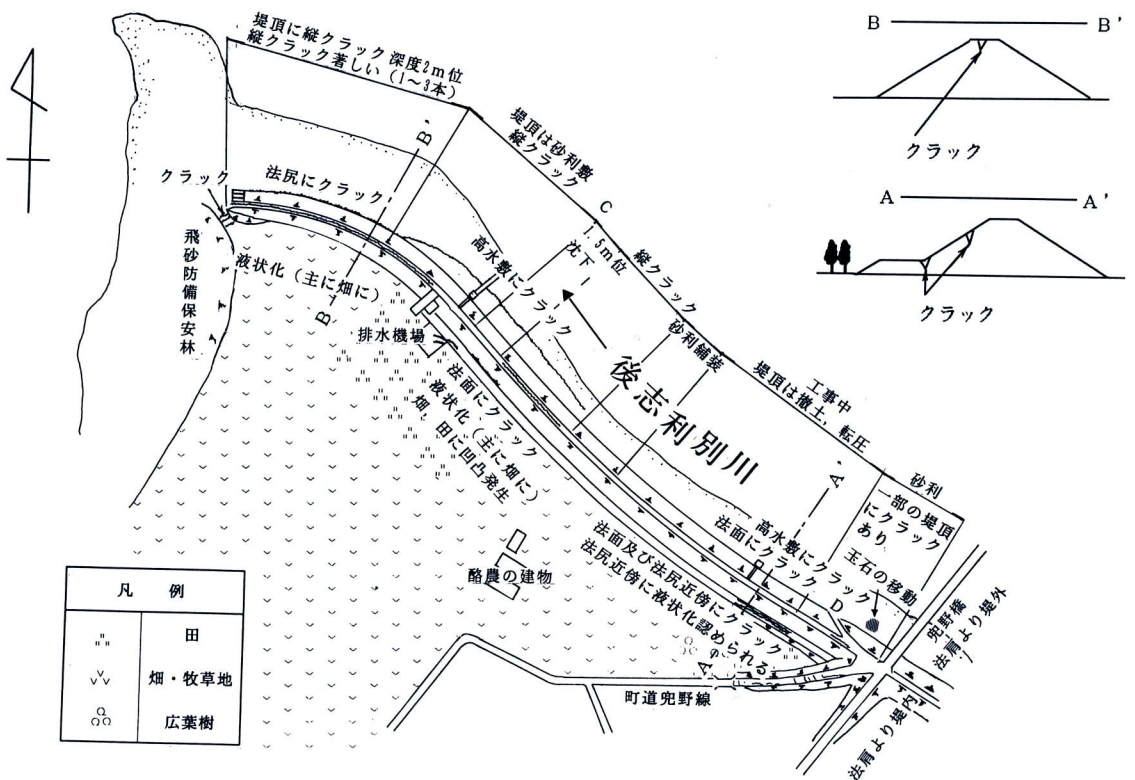 堤頂に縦クラック 深度2m位
縦クラック著しい（1〜3本）
堤頂は砂利敷
縦クラック
C
縦クラック
1.5m位
沈下
砂利舗装
工事中
堤頂は撤土，転圧
砂利
一部の堤頂
にクラック
あり
玉石の移動
D
B'
B
クラック
法尻にクラック
飛砂防備保安林
液状化（主に畑に）
排水機場
高水敷にクラック
後志利別川
法面にクラック
液状化（主に畑に）
畑，田に凹凸発生
酪農の建物
A'
高水敷にクラック
法面にクラック
法面及び法尻近傍にクラック
法尻近傍に液状化認められる
A
町道兜野線
兜野橋
法肩より堤外
法肩より堤内
B B'
クラック
A A'
クラック
凡 例
田
畑・牧草地
広葉樹